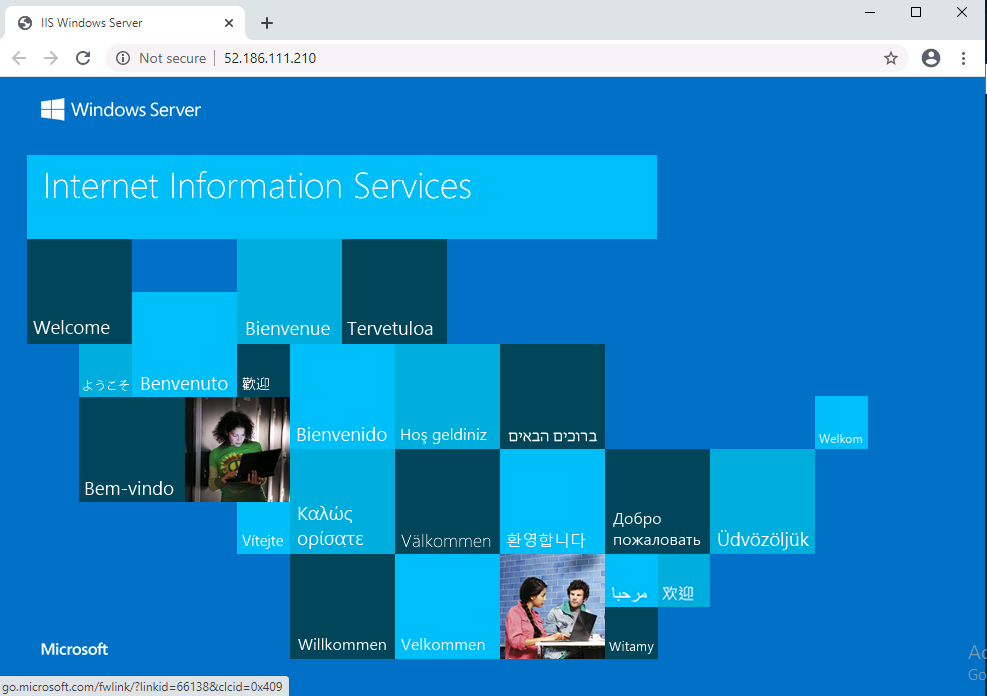 IIS Windows Server
Not secure
52.186.111.210
Windows Server
Internet Information Services
Welcome
Bienvenue
Tervetuloa
ようこそ
Benvenuto
歡迎
Bienvenido
Hoş geldiniz
ברוכים הבאים
Welkom
Bem-vindo
Vítejte
Καλώς
ορίσατε
Välkommen
환영합니다
Добро
пожаловать
Üdvözöljük
Willkommen
Velkommen
مرحبا
欢迎
Witamy
Microsoft
go.microsoft.com/fwlink/?linkid=66138&clcid=0x409
Ac
Go